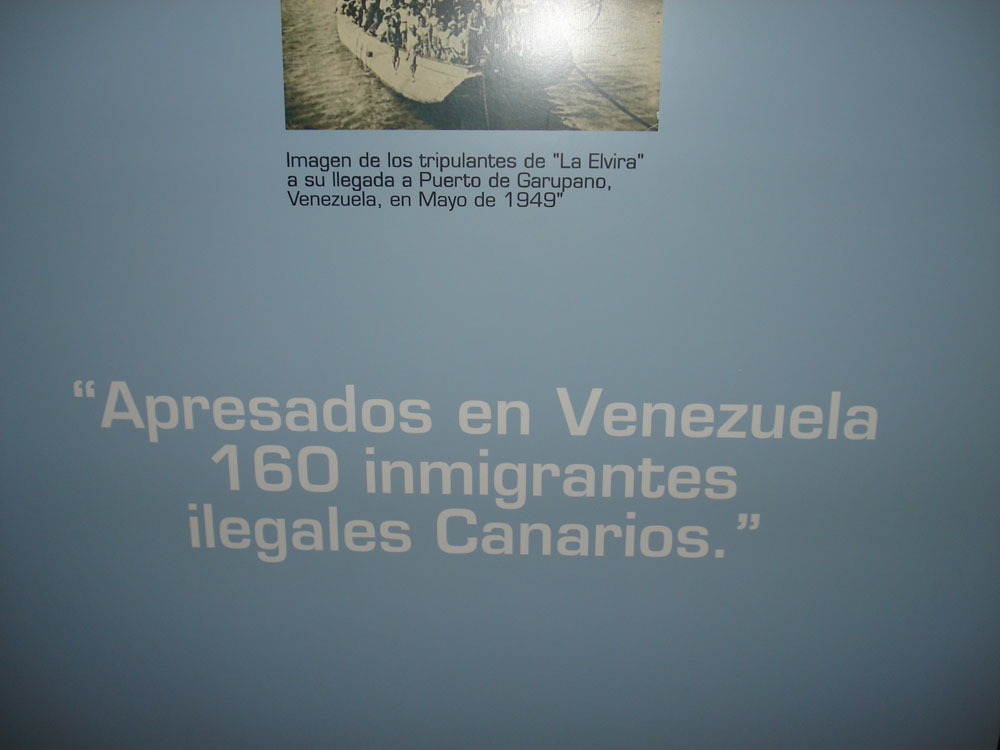 Imagen de los tripulantes de "La Elvira"
a su llegada a Puerto de Garupano,
Venezuela, en Mayo de 1949"
“Apresados en Venezuela
160 inmigrantes
ilegales Canarios.”